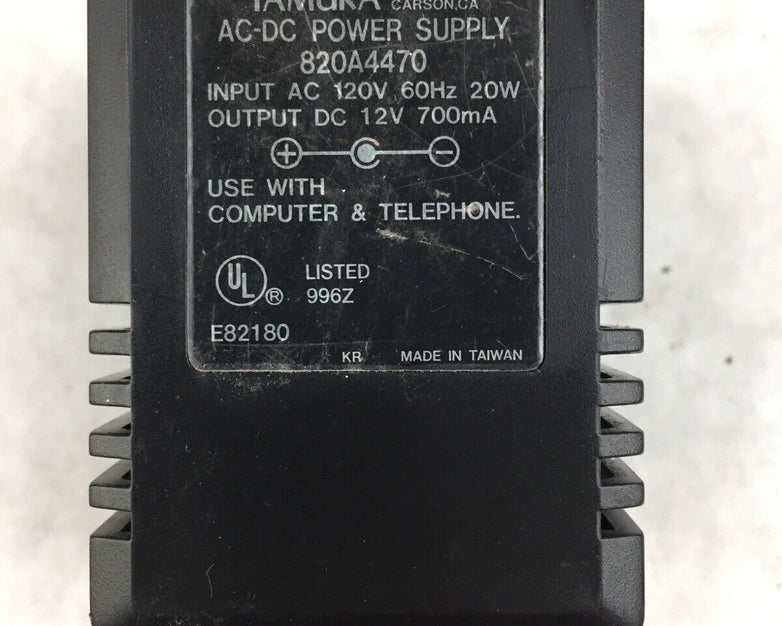 TAMURA CARSON,CA
AC-DC POWER SUPPLY
820A4470
INPUT AC 120V 60Hz 20W
OUTPUT DC 12V 700mA
+ -
USE WITH
COMPUTER & TELEPHONE.
UL ® LISTED
996Z
E82180
KR MADE IN TAIWAN